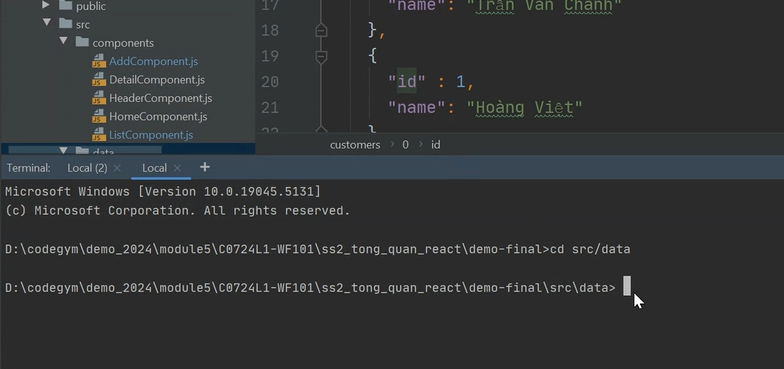 public
src
components
AddComponent.js
DetailComponent.js
HeaderComponent.js
HomeComponent.js
ListComponent.js
data
17 "name": "Trần Văn Chánh"
18 },
19 {
20 "id" : 1,
21 "name": "Hoàng Việt"
22 }
customers > 0 > id
Terminal: Local (2) × Local × +
Microsoft Windows [Version 10.0.19045.5131]
(c) Microsoft Corporation. All rights reserved.
D:\codegym\demo_2024\module5\C0724L1-WF101\ss2_tong_quan_react\demo-final>cd src/data
D:\codegym\demo_2024\module5\C0724L1-WF101\ss2_tong_quan_react\demo-final\src\data>